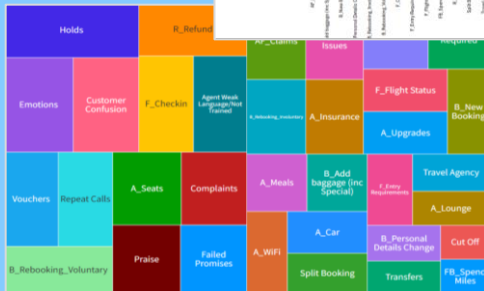 Holds
R_Refund
AF_Claims
Issues
Required
Emotions
Customer
Confusion
F_Checkin
Agent Weak
Language/Not
Trained
B_Rebooking_Involuntary
A_Insurance
F_Flight Status
A_Upgrades
B_New
Booking
Vouchers
Repeat Calls
A_Seats
Complaints
A_Meals
B_Add
baggage (inc
Special)
F_Entry
Requirements
Travel Agency
A_Lounge
B_Rebooking_Voluntary
Praise
Failed
Promises
A_WiFi
A_Car
Split Booking
B_Personal
Details Change
Transfers
Cut Off
FB_Spend
Miles